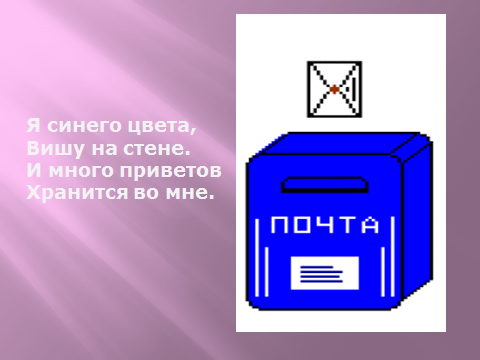 Я синего цвета,
Вишу на стене.
И много приветов
Хранится во мне.
ПОЧТА